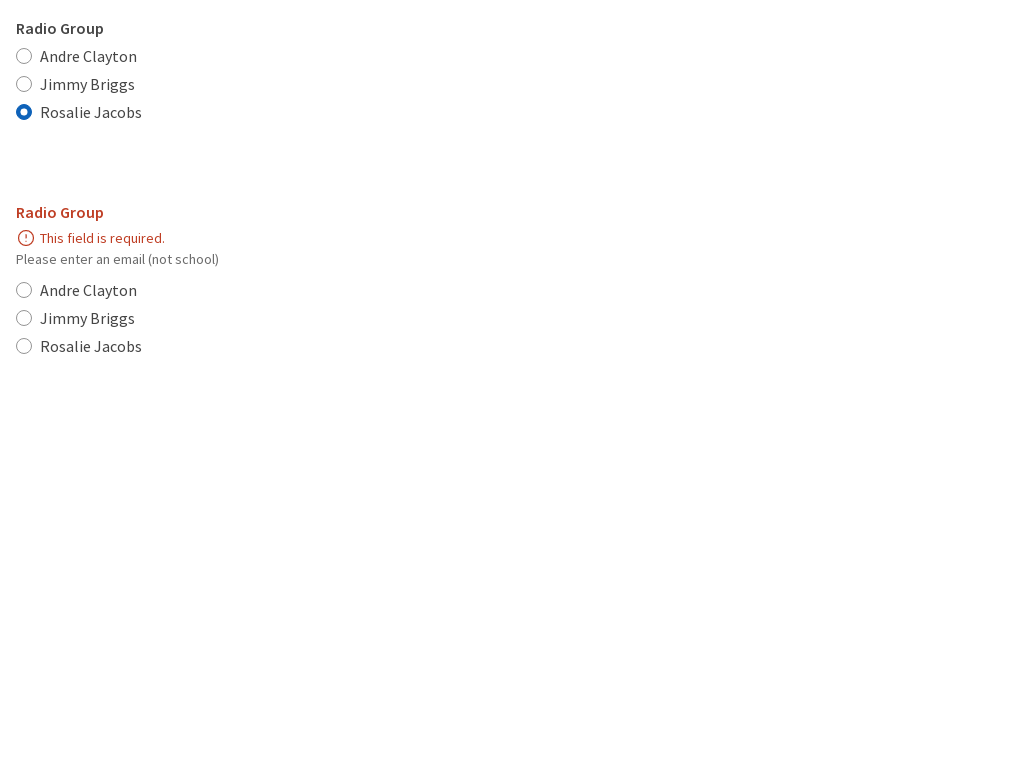 Radio Group
Andre Clayton
Jimmy Briggs
Rosalie Jacobs
Radio Group
This field is required.
Please enter an email (not school)
Andre Clayton
Jimmy Briggs
Rosalie Jacobs